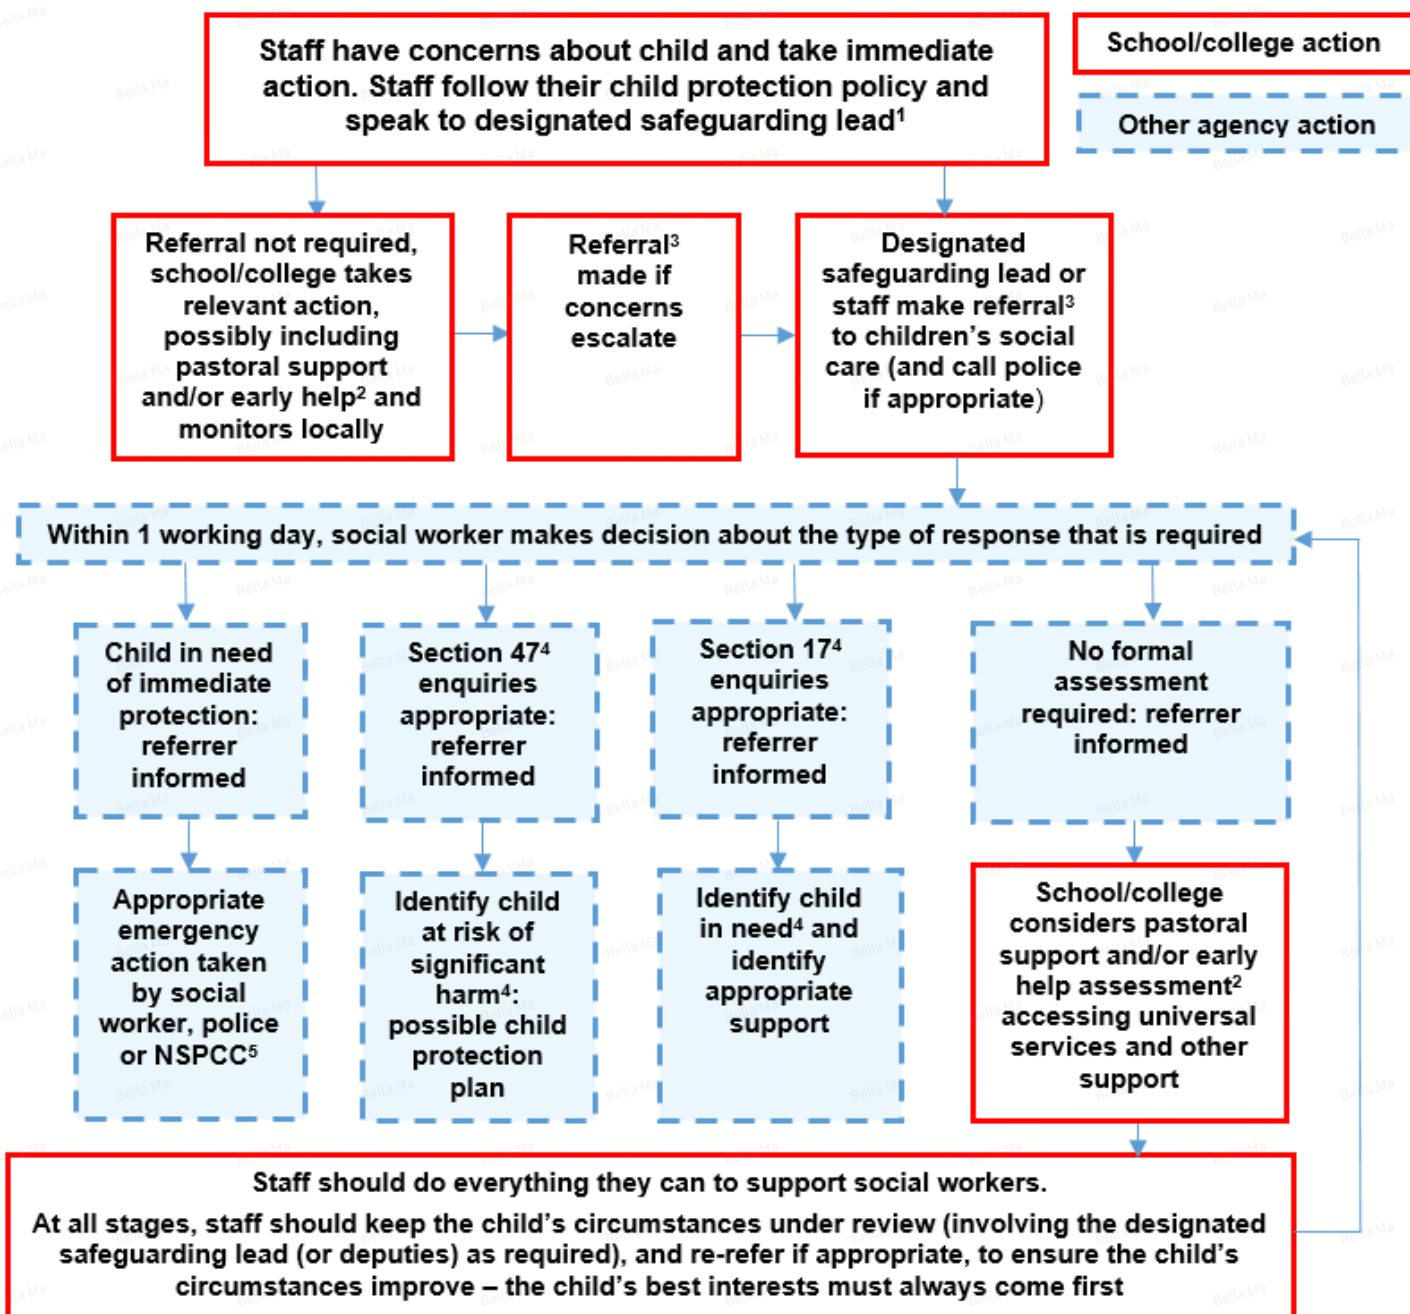 Staff have concerns about child and take immediate
action. Staff follow their child protection policy and
speak to designated safeguarding lead¹
School/college action
Other agency action
Referral not required,
school/college takes
relevant action,
possibly including
pastoral support
and/or early help² and
monitors locally
Referral³
made if
concerns
escalate
Designated
safeguarding lead or
staff make referral³
to children’s social
care (and call police
if appropriate)
Within 1 working day, social worker makes decision about the type of response that is required
Child in need
of immediate
protection:
referrer
informed
Section 47⁴
enquiries
appropriate:
referrer
informed
Section 17⁴
enquiries
appropriate:
referrer
informed
No formal
assessment
required: referrer
informed
Appropriate
emergency
action taken
by social
worker, police
or NSPCC⁵
Identify child
at risk of
significant
harm⁴:
possible child
protection
plan
Identify child
in need⁴ and
identify
appropriate
support
School/college
considers pastoral
support and/or early
help assessment²
accessing universal
services and other
support
Staff should do everything they can to support social workers.
At all stages, staff should keep the child’s circumstances under review (involving the designated
safeguarding lead (or deputies) as required), and re-refer if appropriate, to ensure the child’s
circumstances improve – the child’s best interests must always come first
Bella Ma